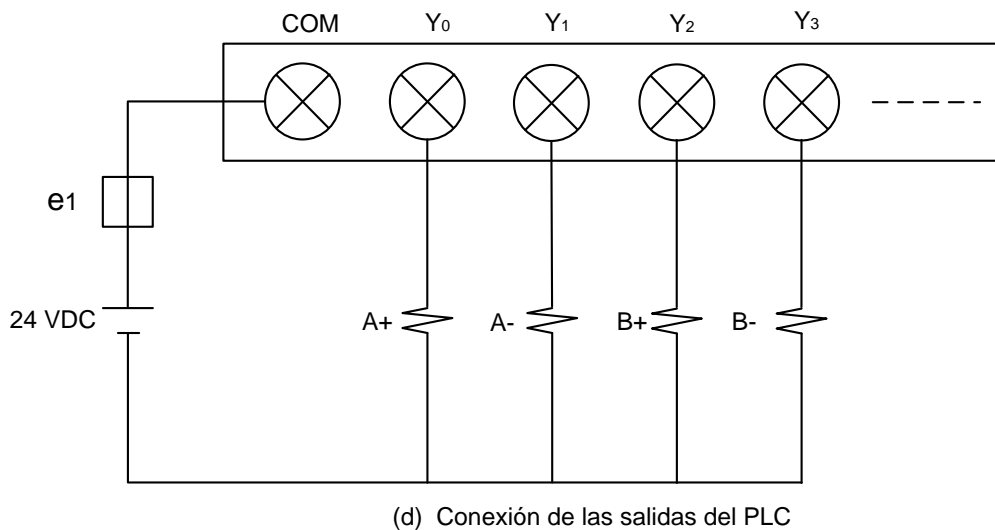 COM Y0 Y1 Y2 Y3
e1
24 VDC
A+ A- B+ B-
(d) Conexión de las salidas del PLC